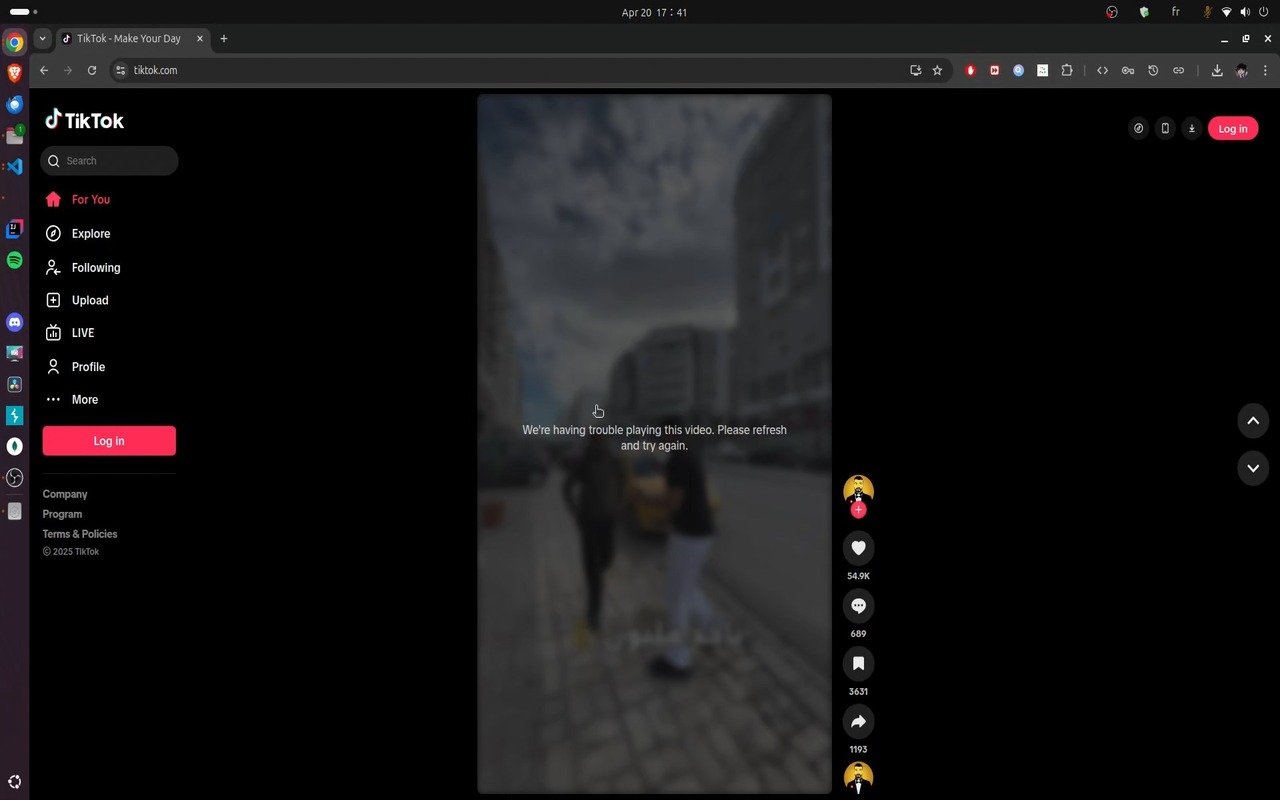 Apr 20 17:41
fr
TikTok - Make Your Day
tiktok.com
TikTok
Log in
Search
For You
Explore
Following
Upload
LIVE
Profile
More
Log in
Company
Program
Terms & Policies
© 2025 TikTok
We're having trouble playing this video. Please refresh
and try again.
54.9K
689
3631
1193